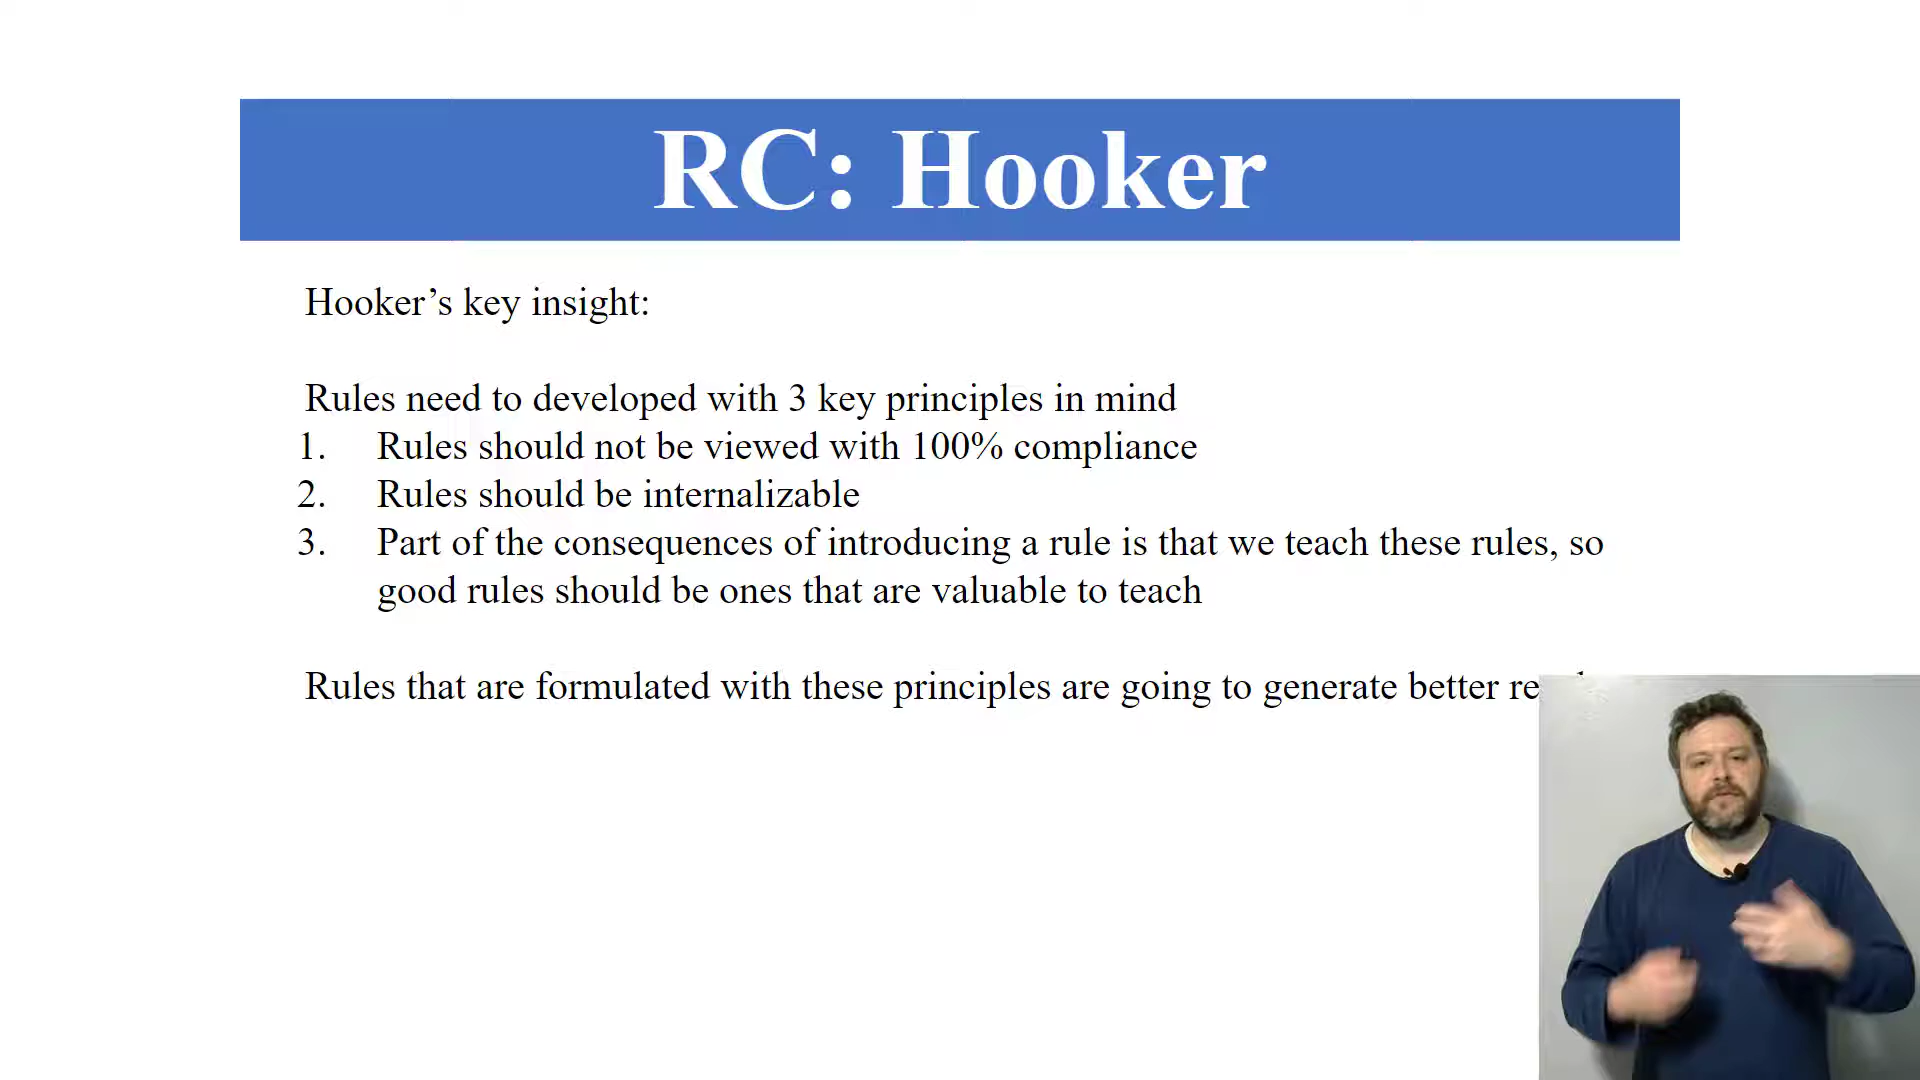 RC: Hooker
Hooker’s key insight:
Rules need to developed with 3 key principles in mind
1. Rules should not be viewed with 100% compliance
2. Rules should be internalizable
3. Part of the consequences of introducing a rule is that we teach these rules, so
good rules should be ones that are valuable to teach
Rules that are formulated with these principles are going to generate better